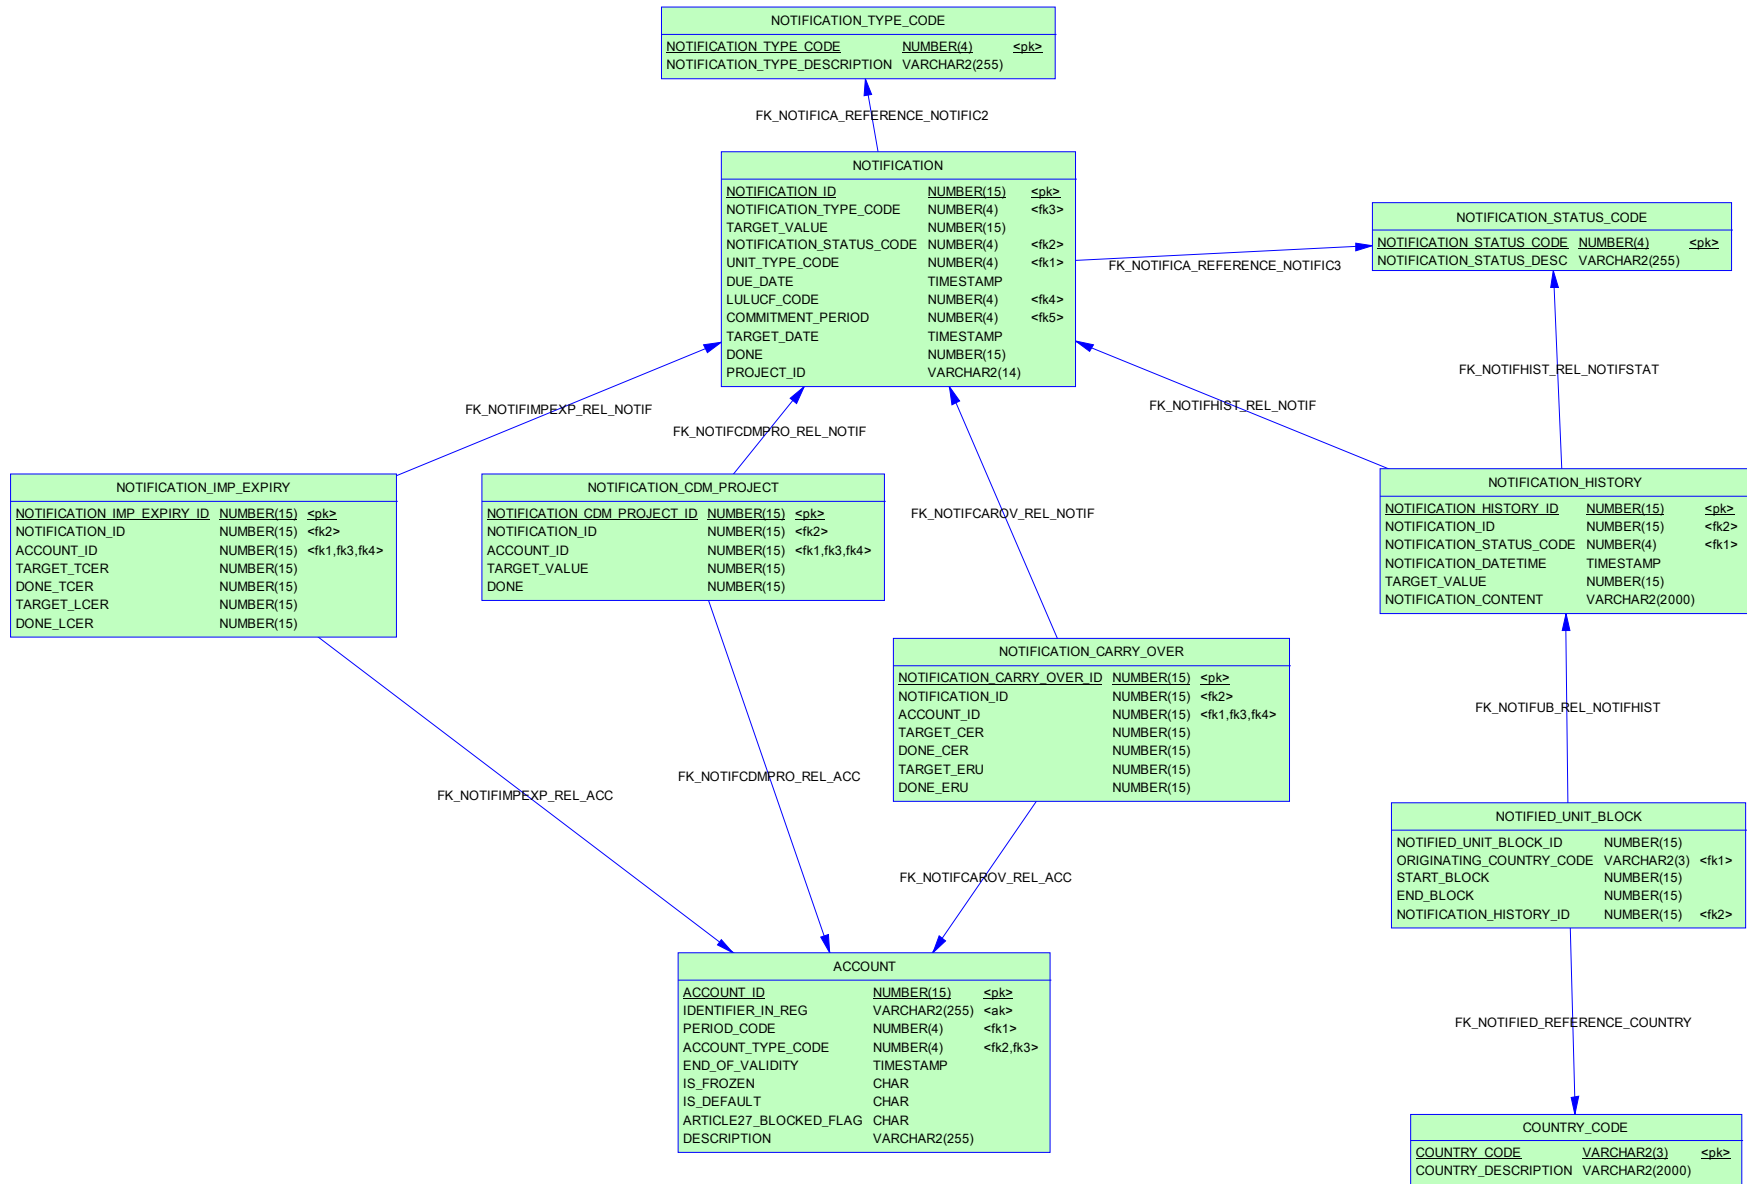 NOTIFICATION_TYPE_CODE
NOTIFICATION_TYPE_CODE NUMBER(4) <pk>
NOTIFICATION_TYPE_DESCRIPTION VARCHAR2(255)
FK_NOTIFICA_REFERENCE_NOTIFIC2
NOTIFICATION
NOTIFICATION_ID NUMBER(15) <pk>
NOTIFICATION_TYPE_CODE NUMBER(4) <fk3>
TARGET_VALUE NUMBER(15)
NOTIFICATION_STATUS_CODE NUMBER(4) <fk2>
UNIT_TYPE_CODE NUMBER(4) <fk1>
DUE_DATE TIMESTAMP
LULUCF_CODE NUMBER(4) <fk4>
COMMITMENT_PERIOD NUMBER(4) <fk5>
TARGET_DATE TIMESTAMP
DONE NUMBER(15)
PROJECT_ID VARCHAR2(14)
NOTIFICATION_STATUS_CODE
NOTIFICATION_STATUS_CODE NUMBER(4) <pk>
NOTIFICATION_STATUS_DESC VARCHAR2(255)
FK_NOTIFICA_REFERENCE_NOTIFIC3
FK_NOTIFHIST_REL_NOTIFSTAT
FK_NOTIFIMPEXP_REL_NOTIF
FK_NOTIFCDMPRO_REL_NOTIF
FK_NOTIFHIST_REL_NOTIF
FK_NOTIFCAROV_REL_NOTIF
NOTIFICATION_IMP_EXPIRY
NOTIFICATION_IMP_EXPIRY_ID NUMBER(15) <pk>
NOTIFICATION_ID NUMBER(15) <fk2>
ACCOUNT_ID NUMBER(15) <fk1,fk3,fk4>
TARGET_TCER NUMBER(15)
DONE_TCER NUMBER(15)
TARGET_LCER NUMBER(15)
DONE_LCER NUMBER(15)
NOTIFICATION_CDM_PROJECT
NOTIFICATION_CDM_PROJECT_ID NUMBER(15) <pk>
NOTIFICATION_ID NUMBER(15) <fk2>
ACCOUNT_ID NUMBER(15) <fk1,fk3,fk4>
TARGET_VALUE NUMBER(15)
DONE NUMBER(15)
NOTIFICATION_HISTORY
NOTIFICATION_HISTORY_ID NUMBER(15) <pk>
NOTIFICATION_ID NUMBER(15) <fk2>
NOTIFICATION_STATUS_CODE NUMBER(4) <fk1>
NOTIFICATION_DATETIME TIMESTAMP
TARGET_VALUE NUMBER(15)
NOTIFICATION_CONTENT VARCHAR2(2000)
NOTIFICATION_CARRY_OVER
NOTIFICATION_CARRY_OVER_ID NUMBER(15) <pk>
NOTIFICATION_ID NUMBER(15) <fk2>
ACCOUNT_ID NUMBER(15) <fk1,fk3,fk4>
TARGET_CER NUMBER(15)
DONE_CER NUMBER(15)
TARGET_ERU NUMBER(15)
DONE_ERU NUMBER(15)
FK_NOTIFUB_REL_NOTIFHIST
FK_NOTIFIMPEXP_REL_ACC
FK_NOTIFCDMPRO_REL_ACC
FK_NOTIFCAROV_REL_ACC
NOTIFIED_UNIT_BLOCK
NOTIFIED_UNIT_BLOCK_ID NUMBER(15)
ORIGINATING_COUNTRY_CODE VARCHAR2(3) <fk1>
START_BLOCK NUMBER(15)
END_BLOCK NUMBER(15)
NOTIFICATION_HISTORY_ID NUMBER(15) <fk2>
ACCOUNT
ACCOUNT_ID NUMBER(15) <pk>
IDENTIFIER_IN_REG VARCHAR2(255) <ak>
PERIOD_CODE NUMBER(4) <fk1>
ACCOUNT_TYPE_CODE NUMBER(4) <fk2,fk3>
END_OF_VALIDITY TIMESTAMP
IS_FROZEN CHAR
IS_DEFAULT CHAR
ARTICLE27_BLOCKED_FLAG CHAR
DESCRIPTION VARCHAR2(255)
FK_NOTIFIED_REFERENCE_COUNTRY
COUNTRY_CODE
COUNTRY_CODE VARCHAR2(3) <pk>
COUNTRY_DESCRIPTION VARCHAR2(2000)